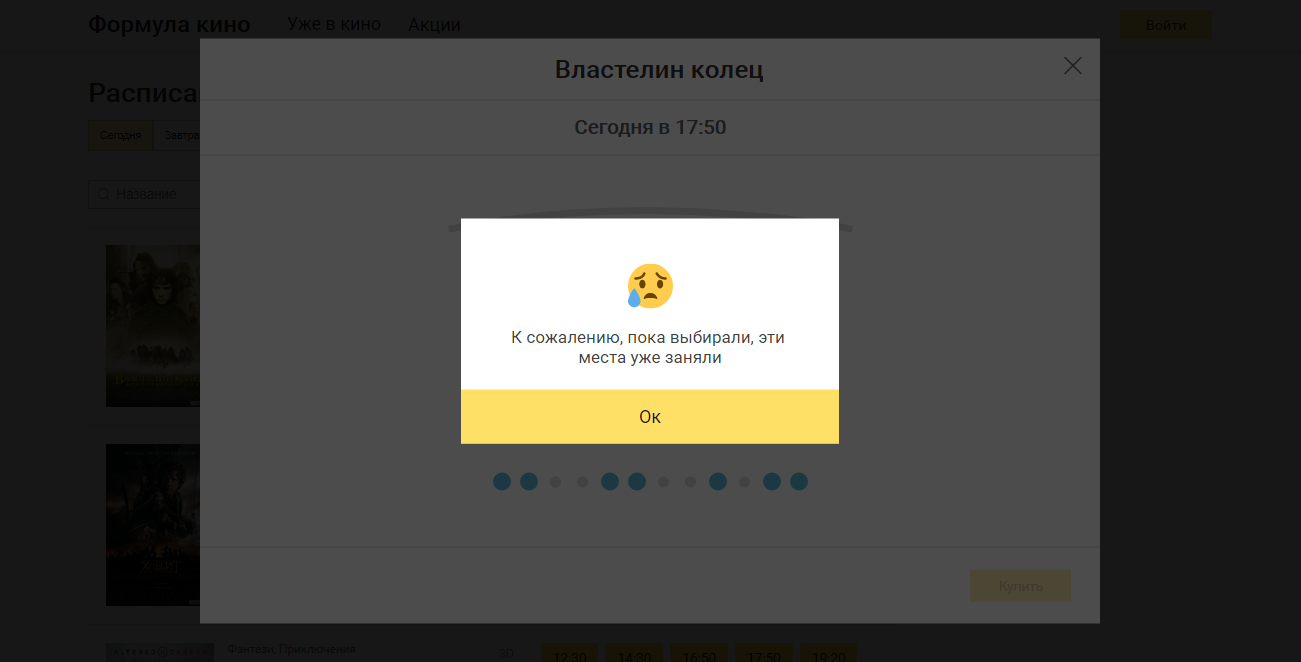 Формула кино Уже в кино Акции Войти
Властелин колец
Расписа
Сегодня в 17:50
Сегодня Завтра
Название
К сожалению, пока выбирали, эти
места уже заняли
Ок
Купить
Фэнтези, Приключения 3D 12:30 14:30 16:50 17:50 19:20